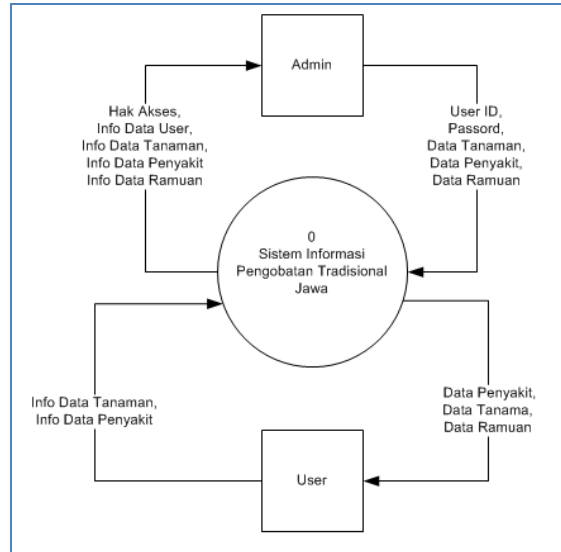 Admin
Hak Akses,
Info Data User,
Info Data Tanaman,
Info Data Penyakit
Info Data Ramuan
User ID,
Passord,
Data Tanaman,
Data Penyakit,
Data Ramuan
0
Sistem Informasi
Pengobatan Tradisional
Jawa
Info Data Tanaman,
Info Data Penyakit
Data Penyakit,
Data Tanama,
Data Ramuan
User